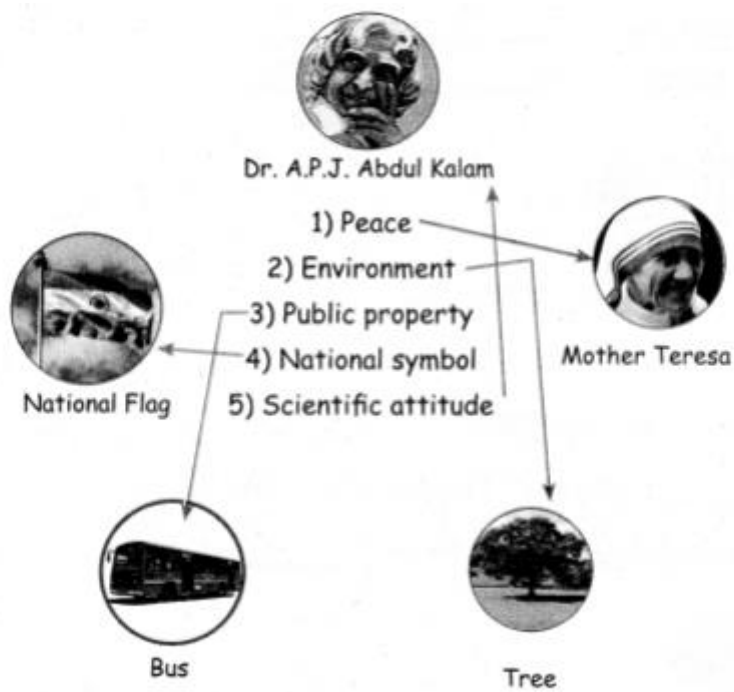 Dr. A.P.J. Abdul Kalam
1) Peace
2) Environment
3) Public property
4) National symbol
5) Scientific attitude
Mother Teresa
National Flag
Bus
Tree